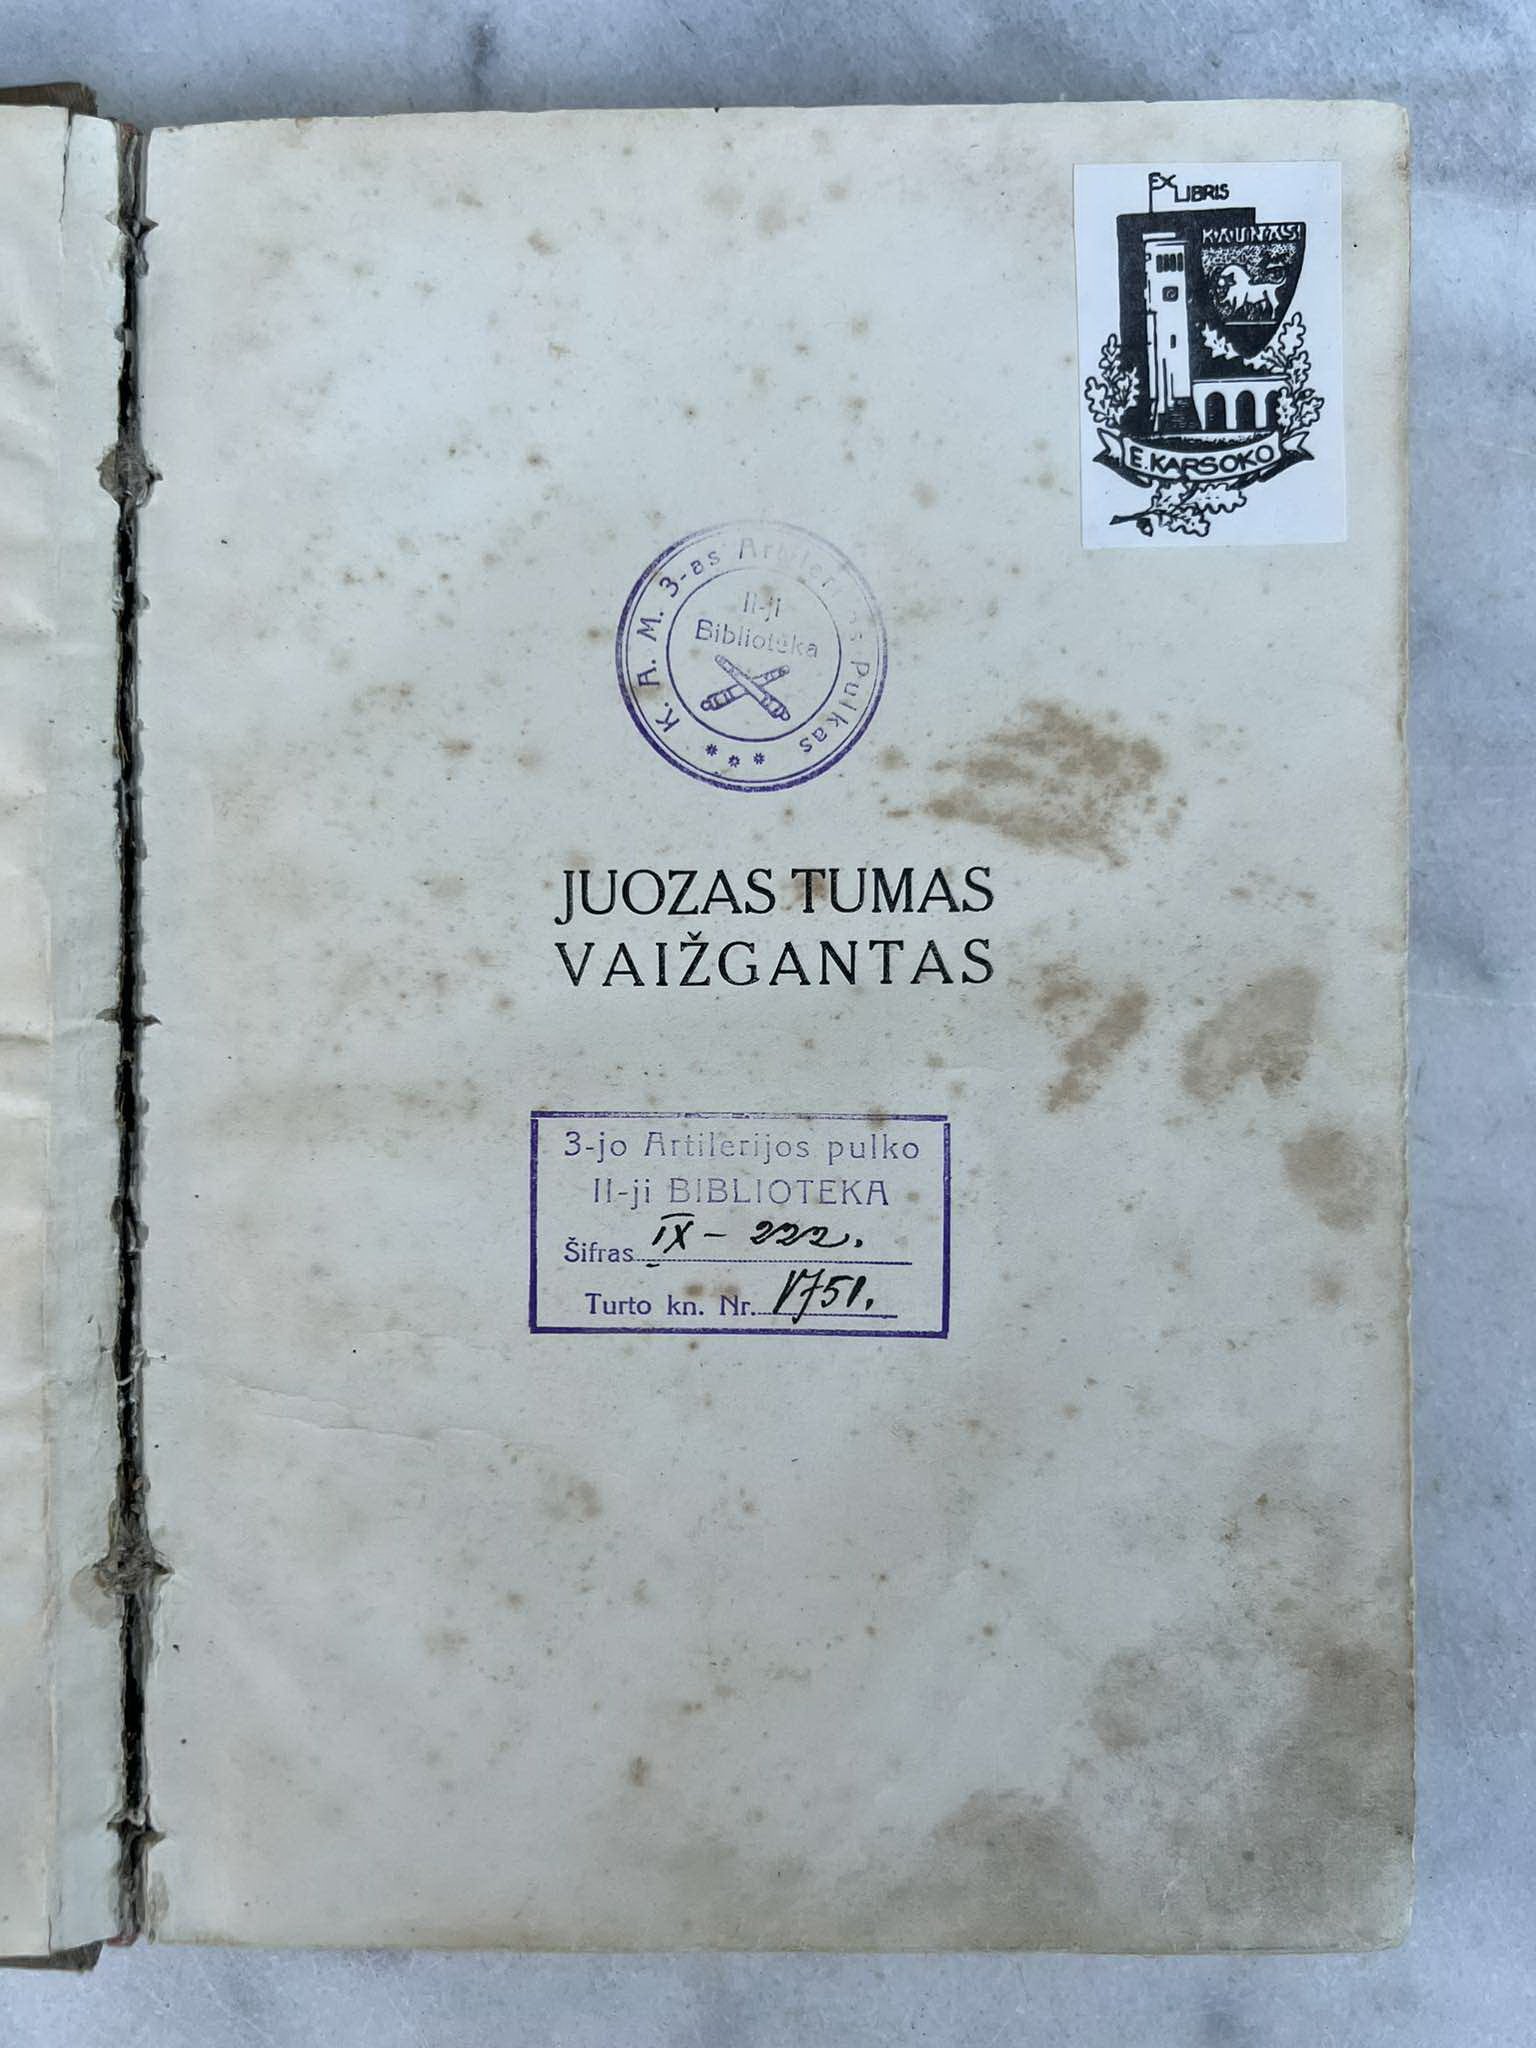 EX LIBRIS
KAUNAS
E. KARSOKO
K. A. M. 3-as Artilerijos Pulkas
II-ji
Biblioteka
JUOZAS TUMAS
VAIŽGANTAS
3-jo Artilerijos pulko
II-ji BIBLIOTEKA
Šifras IX – 222.
Turto kn. Nr. 1751.